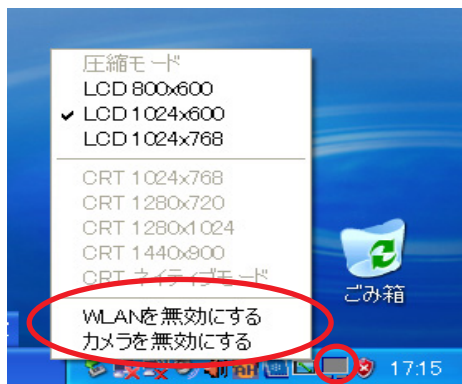 圧縮モード
LCD 800x600
LCD 1024x600
LCD 1024x768
CRT 1024x768
CRT 1280x720
CRT 1280x1024
CRT 1440x900
CRT ネイティブモード
WLANを無効にする
カメラを無効にする
ごみ箱
17:15